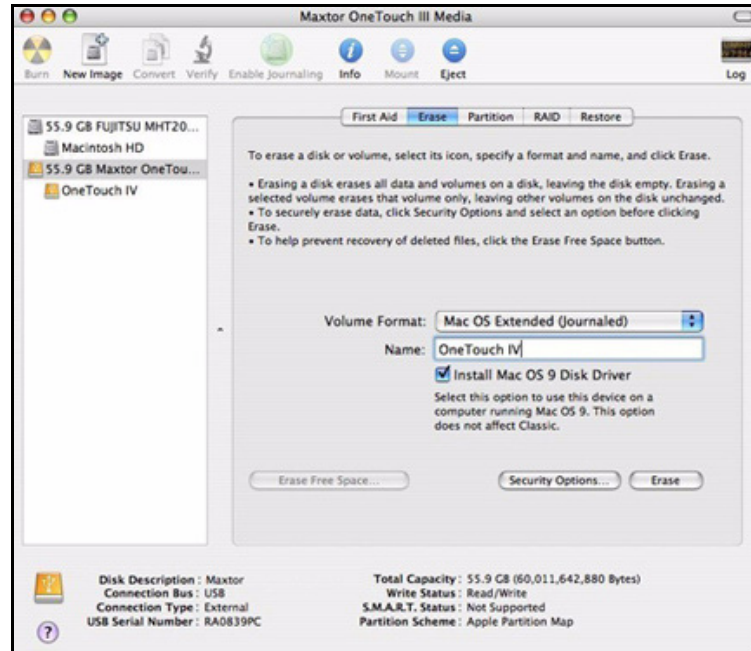 Maxtor OneTouch III Media
Burn New Image Convert Verify Enable Journaling Info Mount Eject Log
55.9 GB FUJITSU MHT20...
Macintosh HD
55.9 GB Maxtor OneTou...
OneTouch IV
First Aid Erase Partition RAID Restore
To erase a disk or volume, select its icon, specify a format and name, and click Erase.
• Erasing a disk erases all data and volumes on a disk, leaving the disk empty. Erasing a
selected volume erases that volume only, leaving other volumes on the disk unchanged.
• To securely erase data, click Security Options and select an option before clicking
Erase.
• To help prevent recovery of deleted files, click the Erase Free Space button.
Volume Format: Mac OS Extended (Journaled)
Name: OneTouch IV
Install Mac OS 9 Disk Driver
Select this option to use this device on a
computer running Mac OS 9. This option
does not affect Classic.
Erase Free Space... Security Options... Erase
Disk Description : Maxtor Total Capacity : 55.9 GB (60,011,642,880 Bytes)
Connection Bus : USB Write Status : Read/Write
Connection Type : External S.M.A.R.T. Status : Not Supported
USB Serial Number : RA0839PC Partition Scheme : Apple Partition Map
?